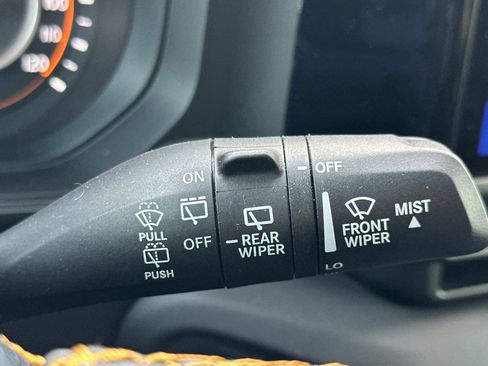 100
110
120
ON
OFF
PULL
OFF
REAR
WIPER
PUSH
FRONT
WIPER
MIST
LO